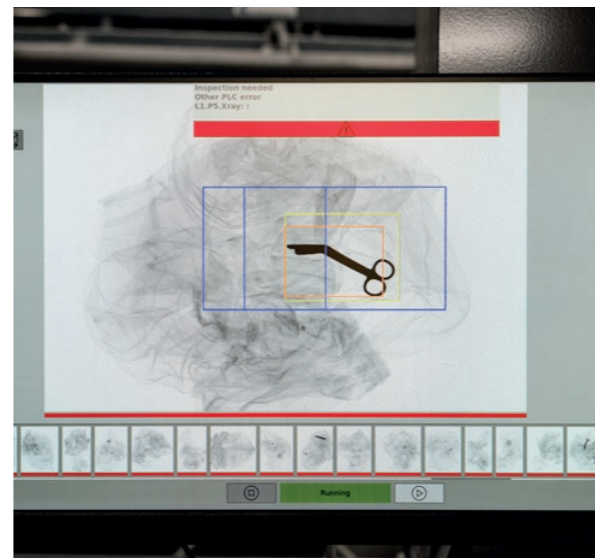 Inspection needed
Other PLC error
L1.P5.Xray: :
Running